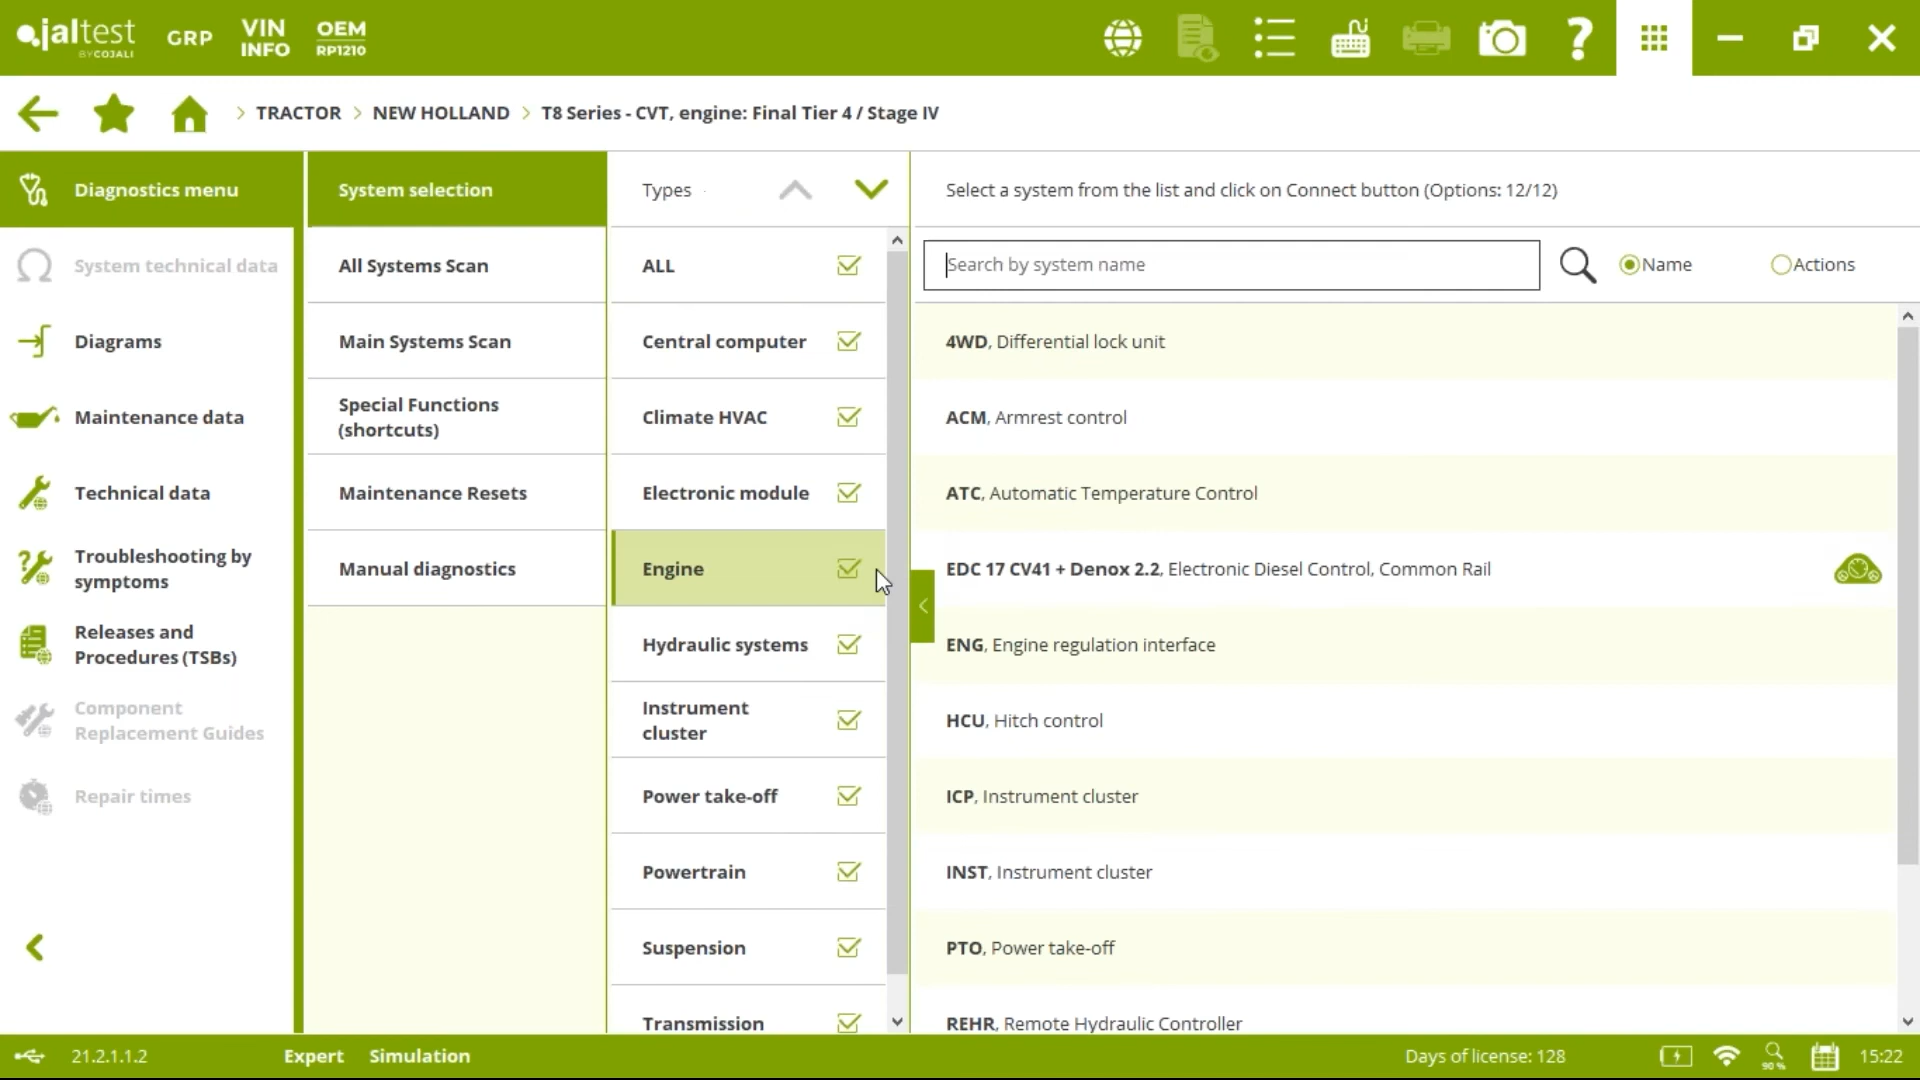 jaltest
BY COJALI
GRP
VIN
INFO
OEM
RP1210
?
> TRACTOR > NEW HOLLAND > T8 Series - CVT, engine: Final Tier 4 / Stage IV
Diagnostics menu
System technical data
Diagrams
Maintenance data
Technical data
Troubleshooting by
symptoms
Releases and
Procedures (TSBs)
Component
Replacement Guides
Repair times
System selection
All Systems Scan
Main Systems Scan
Special Functions
(shortcuts)
Maintenance Resets
Manual diagnostics
Types
ALL
Central computer
Climate HVAC
Electronic module
Engine
Hydraulic systems
Instrument
cluster
Power take-off
Powertrain
Suspension
Transmission
Select a system from the list and click on Connect button (Options: 12/12)
Search by system name
Name
Actions
4WD, Differential lock unit
ACM, Armrest control
ATC, Automatic Temperature Control
EDC 17 CV41 + Denox 2.2, Electronic Diesel Control, Common Rail
ENG, Engine regulation interface
HCU, Hitch control
ICP, Instrument cluster
INST, Instrument cluster
PTO, Power take-off
REHR, Remote Hydraulic Controller
21.2.1.1.2
Expert
Simulation
Days of license: 128
90 %
15:22